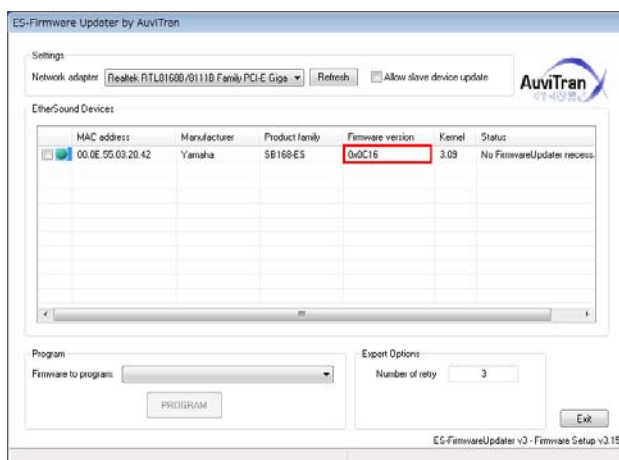 ES-Firmware Updater by AuviTran
Settings
Network adapter Realtek RTL8168B/8111B Family PCI-E Giga Refresh Allow slave device update
AuviTran
EtherSound Devices
MAC address Manufacturer Product family Firmware version Kernel Status
00.0E.55.03.20.42 Yamaha SB168-ES 0x0C16 3.09 No FirmwareUpdater necess
Program
Firmware to program:
PROGRAM
Expert Options
Number of retry 3
Exit
ES-FirmwareUpdater v3 - Firmware Setup v3.15